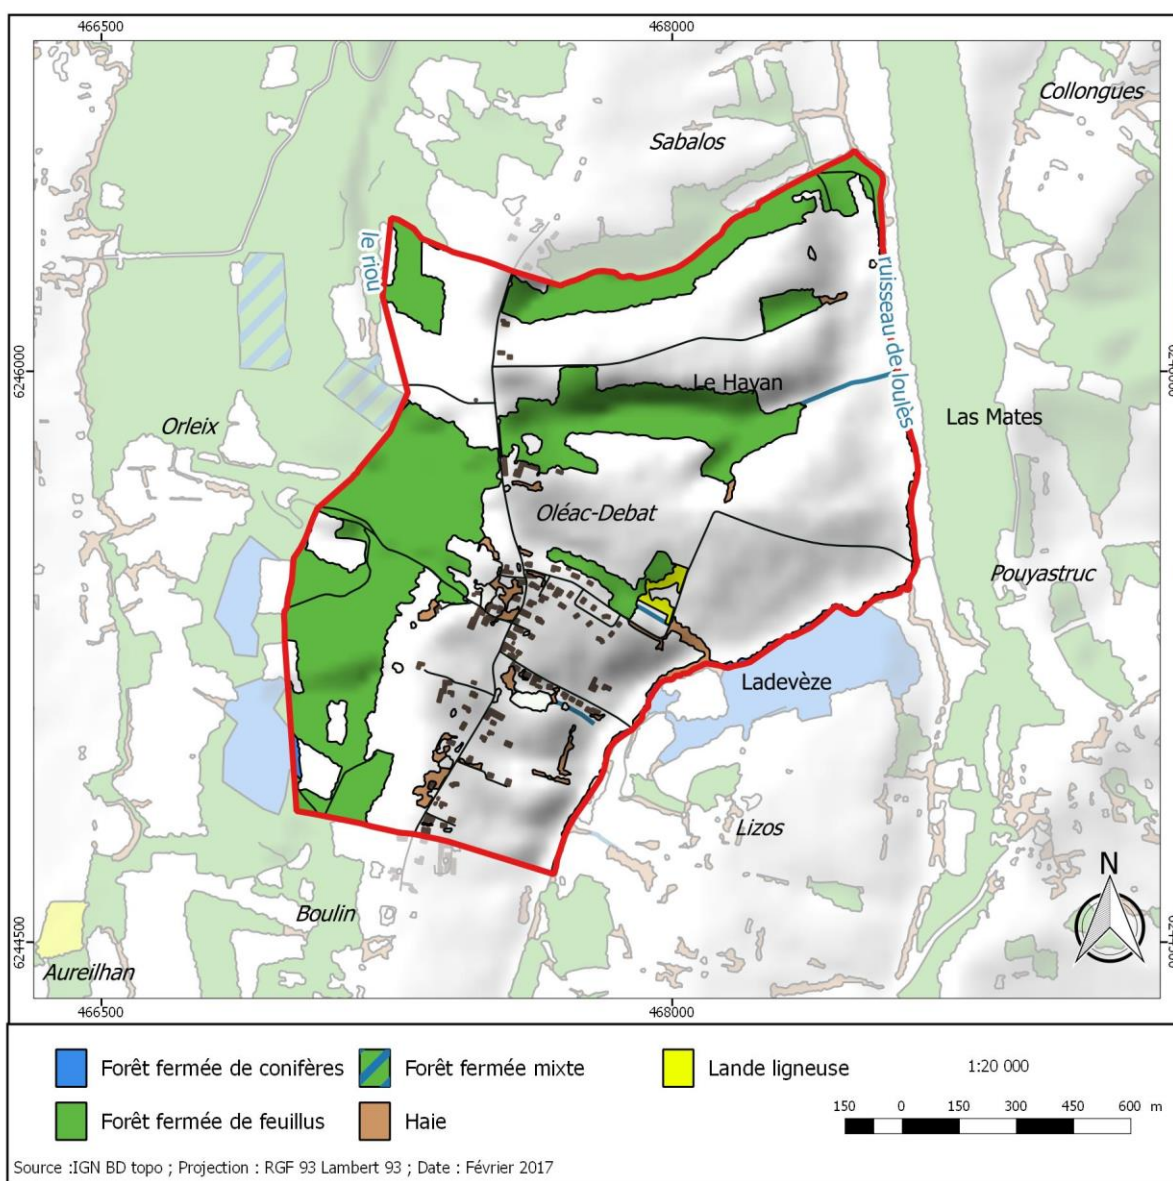 466500 468000
Collongues
Sabalos
le riou
ruisseau de loulès
6246000
Le Hayan
Las Mates
Orleix
Oléac-Debat
Pouyastruc
Ladevèze
Lizos
N
Boulin
6244500
Aureilhan
466500 468000
Forêt fermée de conifères Forêt fermée mixte Lande ligneuse 1:20 000
Forêt fermée de feuillus Haie 150 0 150 300 450 600 m
Source :IGN BD topo ; Projection : RGF 93 Lambert 93 ; Date : Février 2017